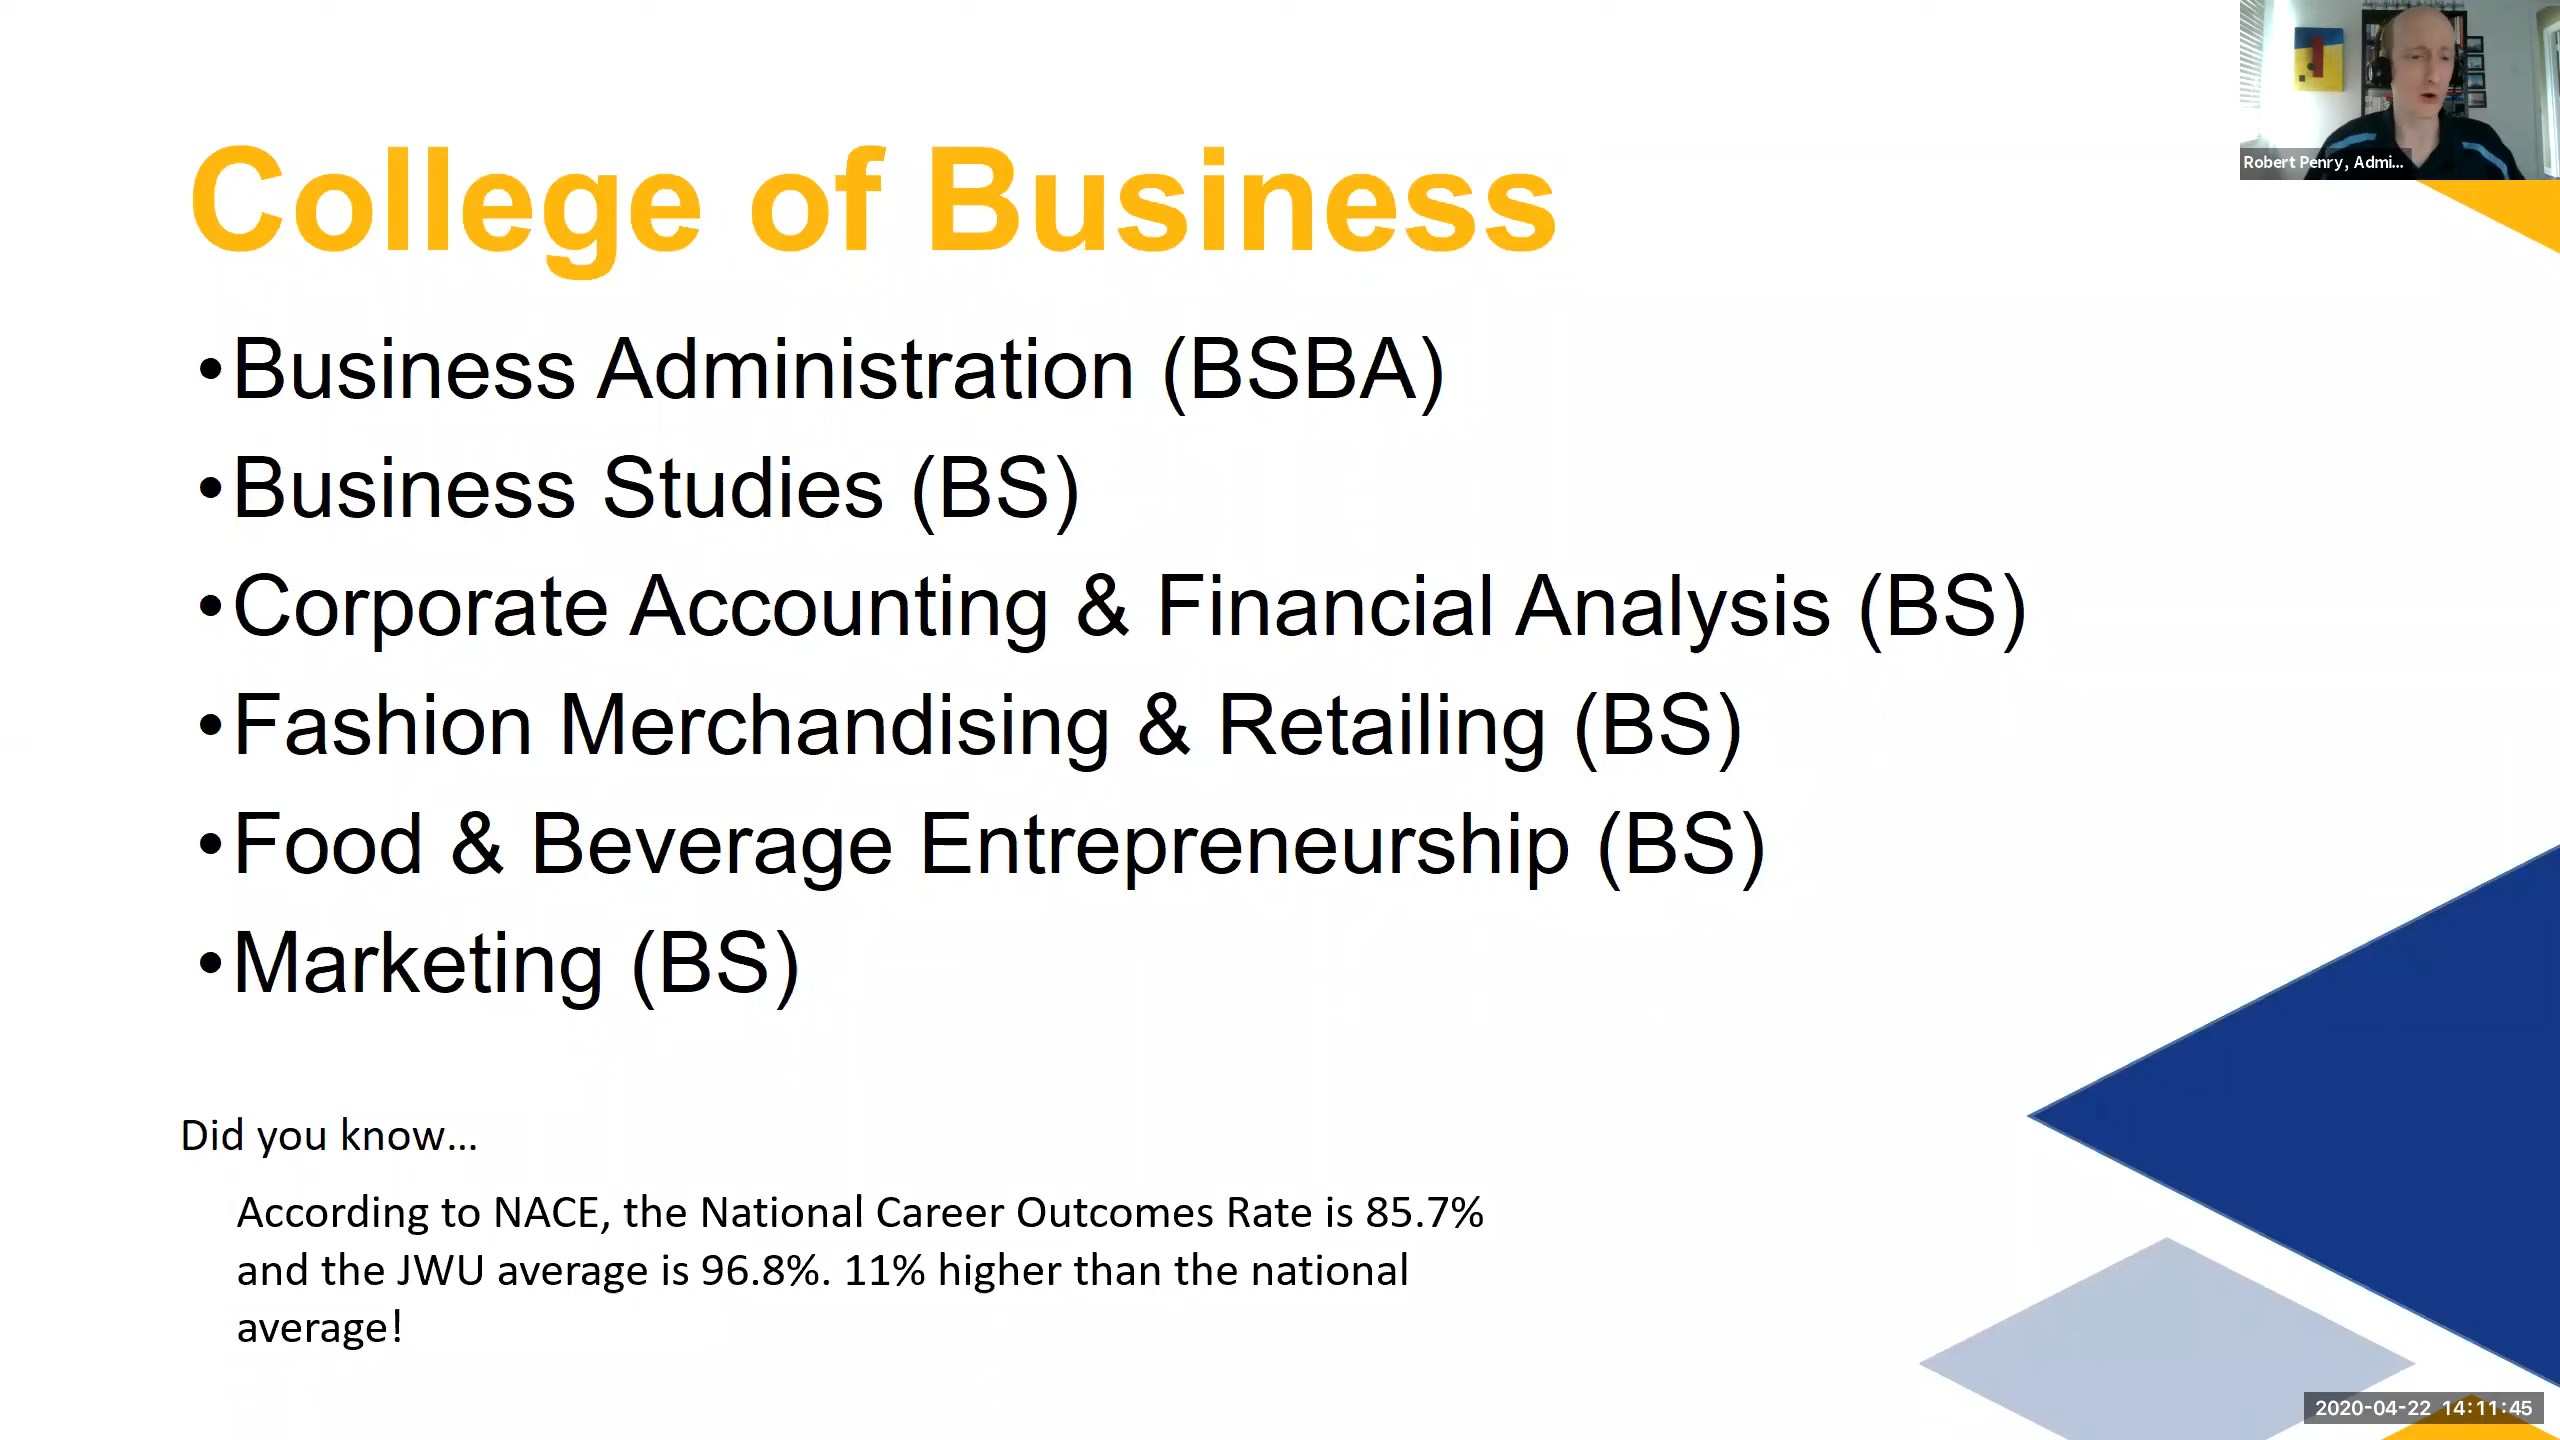 College of Business
•Business Administration (BSBA)
•Business Studies (BS)
•Corporate Accounting & Financial Analysis (BS)
•Fashion Merchandising & Retailing (BS)
•Food & Beverage Entrepreneurship (BS)
•Marketing (BS)
Did you know...
According to NACE, the National Career Outcomes Rate is 85.7%
and the JWU average is 96.8%. 11% higher than the national
average!
Robert Penry, Admi...
2020-04-22 14:11:45